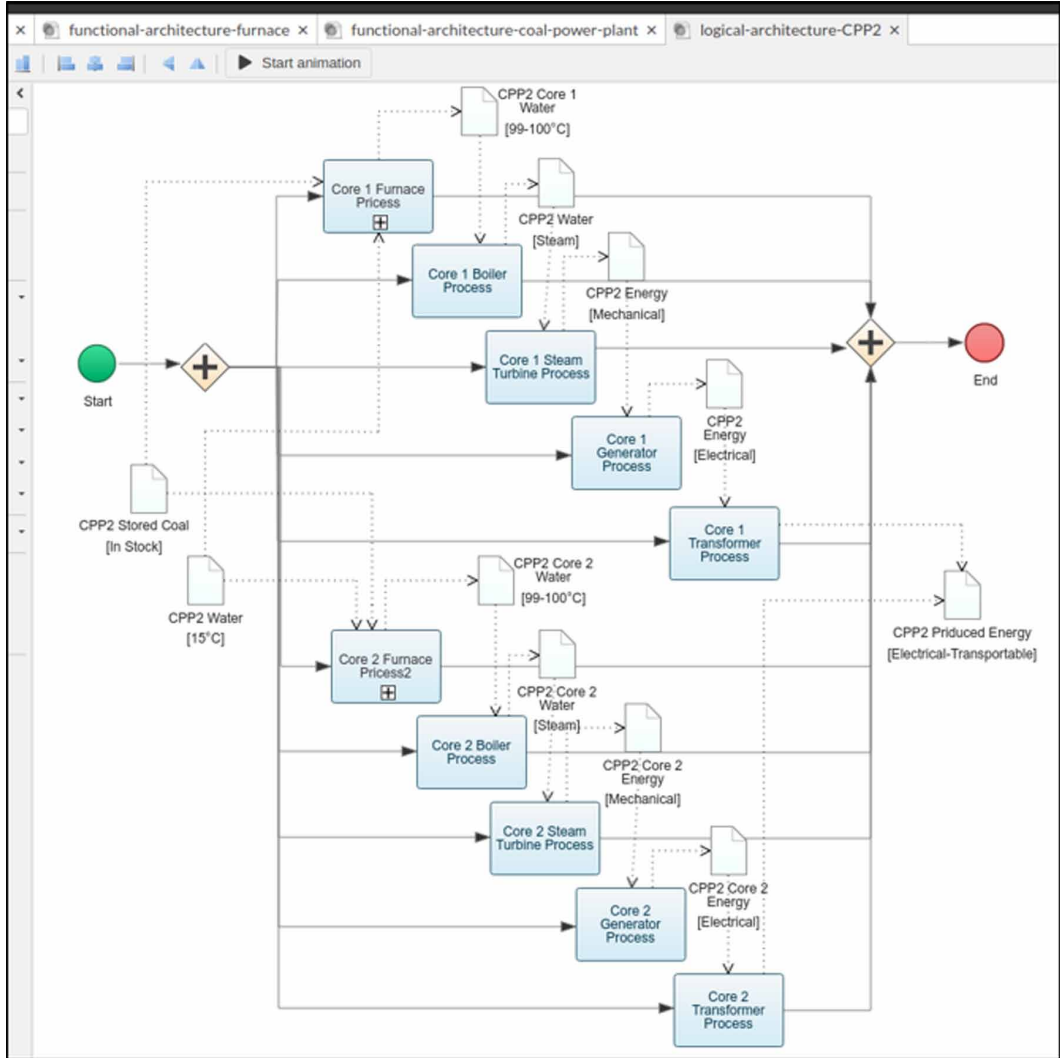 functional-architecture-furnace
functional-architecture-coal-power-plant
logical-architecture-CPP2
Start animation
CPP2 Core 1
Water
[99-100°C]
Core 1 Furnace
Pricess
CPP2 Water
[Steam]
Core 1 Boiler
Process
CPP2 Energy
[Mechanical]
Core 1 Steam
Turbine Process
Start
End
CPP2
Energy
[Electrical]
Core 1
Generator
Process
CPP2 Stored Coal
[In Stock]
Core 1
Transformer
Process
CPP2 Core 2
Water
[99-100°C]
CPP2 Water
[15°C]
CPP2 Priduced Energy
[Electrical-Transportable]
Core 2 Furnace
Pricess2
CPP2 Core 2
Water
[Steam]
Core 2 Boiler
Process
CPP2 Core 2
Energy
[Mechanical]
Core 2 Steam
Turbine Process
CPP2 Core 2
Energy
[Electrical]
Core 2
Generator
Process
Core 2
Transformer
Process